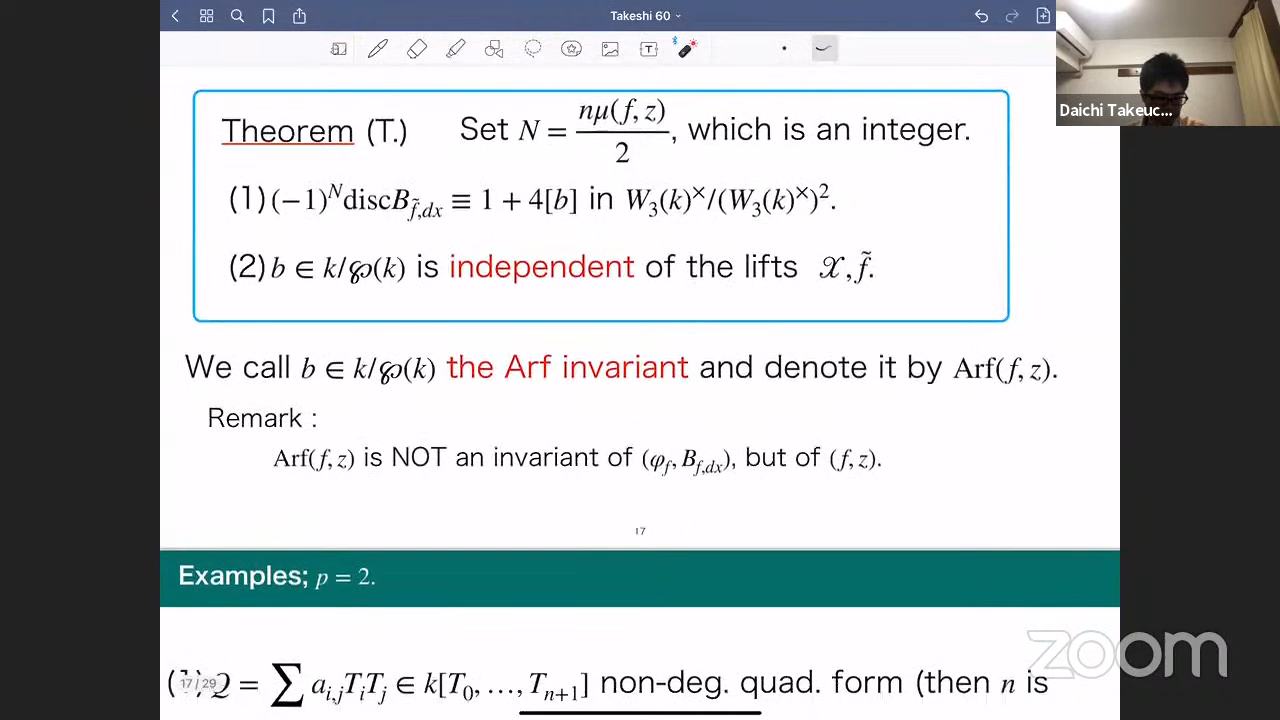 Takeshi 60
Daichi Takeuc...
Theorem (T.) Set N = nμ(f, z)/2, which is an integer.
(1) (−1)^N disc B_{f̃,dx} ≡ 1 + 4[b] in W₃(k)^×/(W₃(k)^×)².
(2) b ∈ k/℘(k) is independent of the lifts 𝒳, f̃.
We call b ∈ k/℘(k) the Arf invariant and denote it by Arf(f, z).
Remark :
Arf(f, z) is NOT an invariant of (φ_f, B_{f,dx}), but of (f, z).
17
Examples; p = 2.
(1) Q = ∑ a_{i,j}T_iT_j ∈ k[T_0, …, T_{n+1}] non-deg. quad. form (then n is
17 / 29
zoom